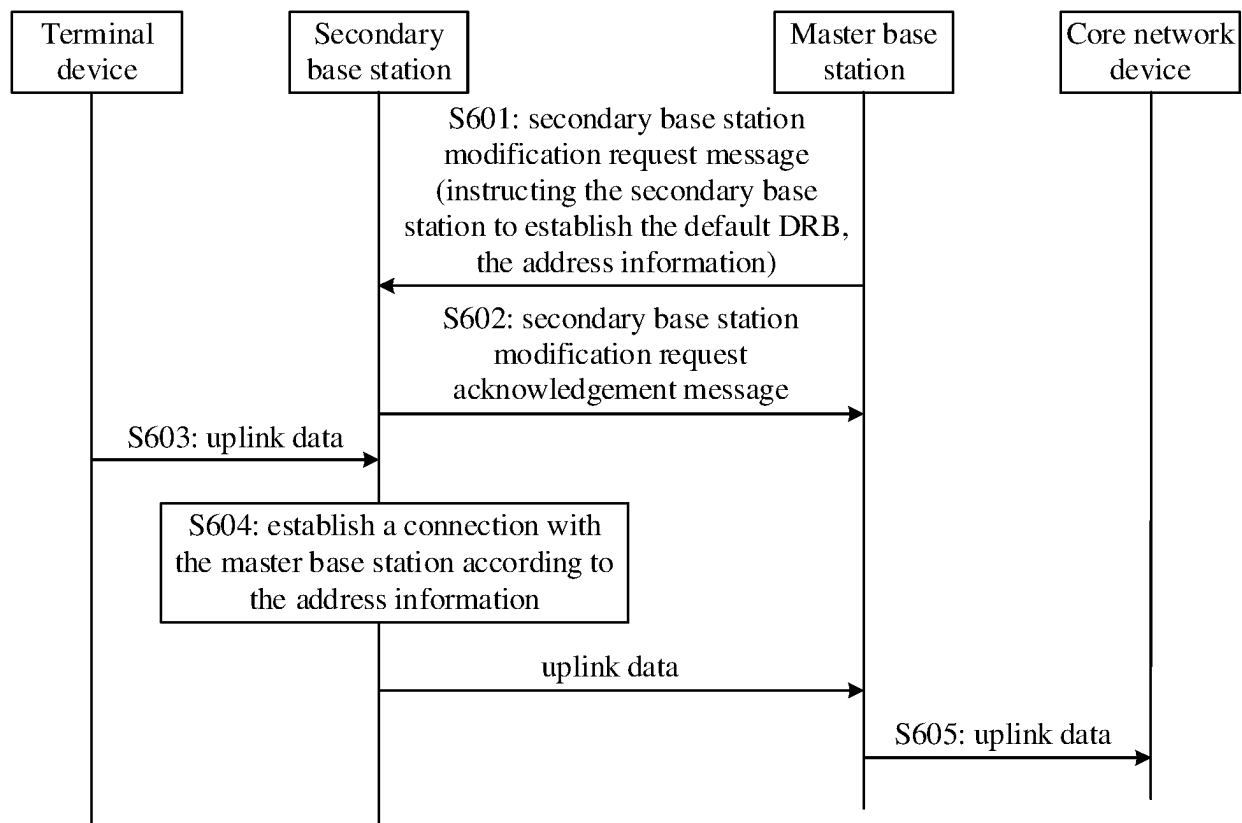 Terminal
device
Secondary
base station
Master base
station
Core network
device
S601: secondary base station
modification request message
(instructing the secondary base
station to establish the default DRB,
the address information)
S602: secondary base station
modification request
acknowledgement message
S603: uplink data
S604: establish a connection with
the master base station according to
the address information
uplink data
S605: uplink data